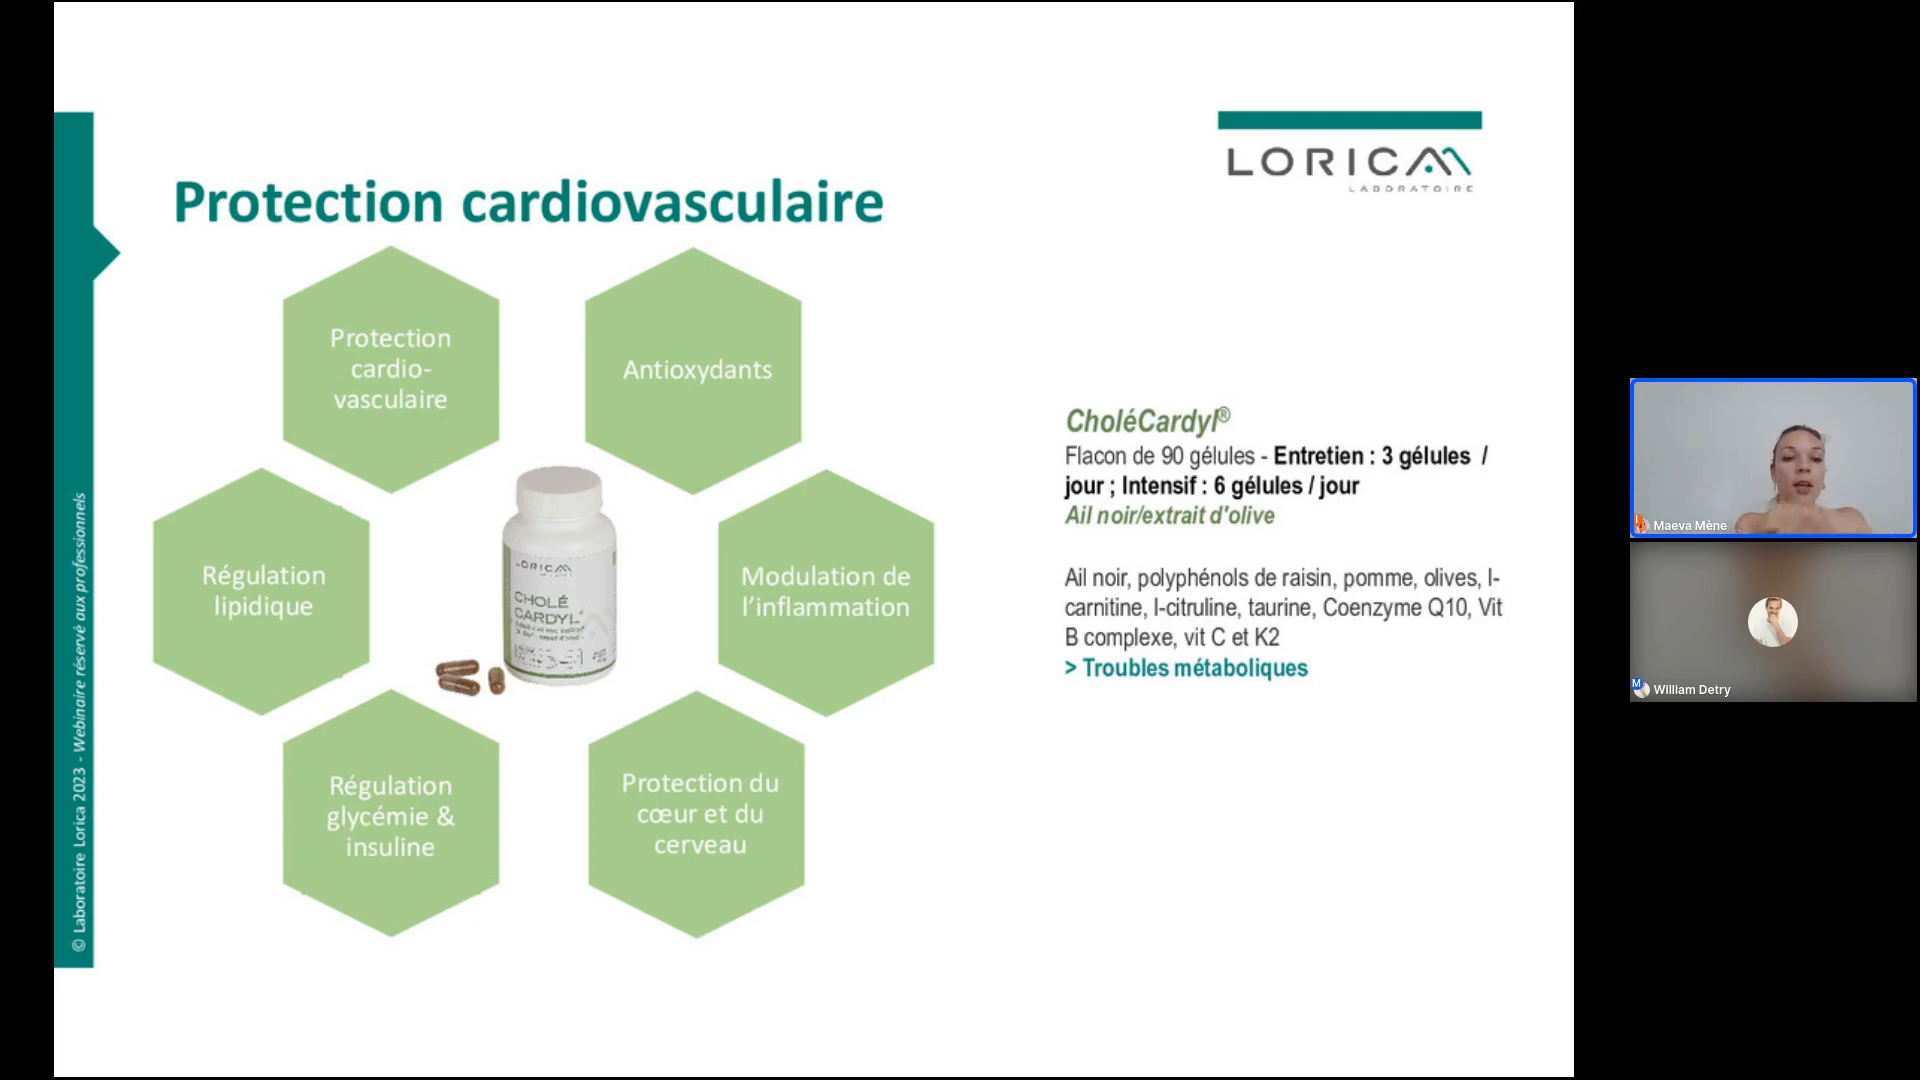 LORICA
LABORATOIRE
Protection cardiovasculaire
Protection
cardio-
vasculaire
Antioxydants
Régulation
lipidique
Modulation de
l'inflammation
Régulation
glycémie &
insuline
Protection du
cœur et du
cerveau
LORICA
CHOLÉ
CARDYL
CholéCardyl®
Flacon de 90 gélules - Entretien : 3 gélules /
jour ; Intensif : 6 gélules / jour
Ail noir/extrait d'olive
Ail noir, polyphénols de raisin, pomme, olives, l-
carnitine, l-citruline, taurine, Coenzyme Q10, Vit
B complexe, vit C et K2
> Troubles métaboliques
© Laboratoire Lorica 2023 - Webinaire réservé aux professionnels
Maeva Mène
M
William Detry